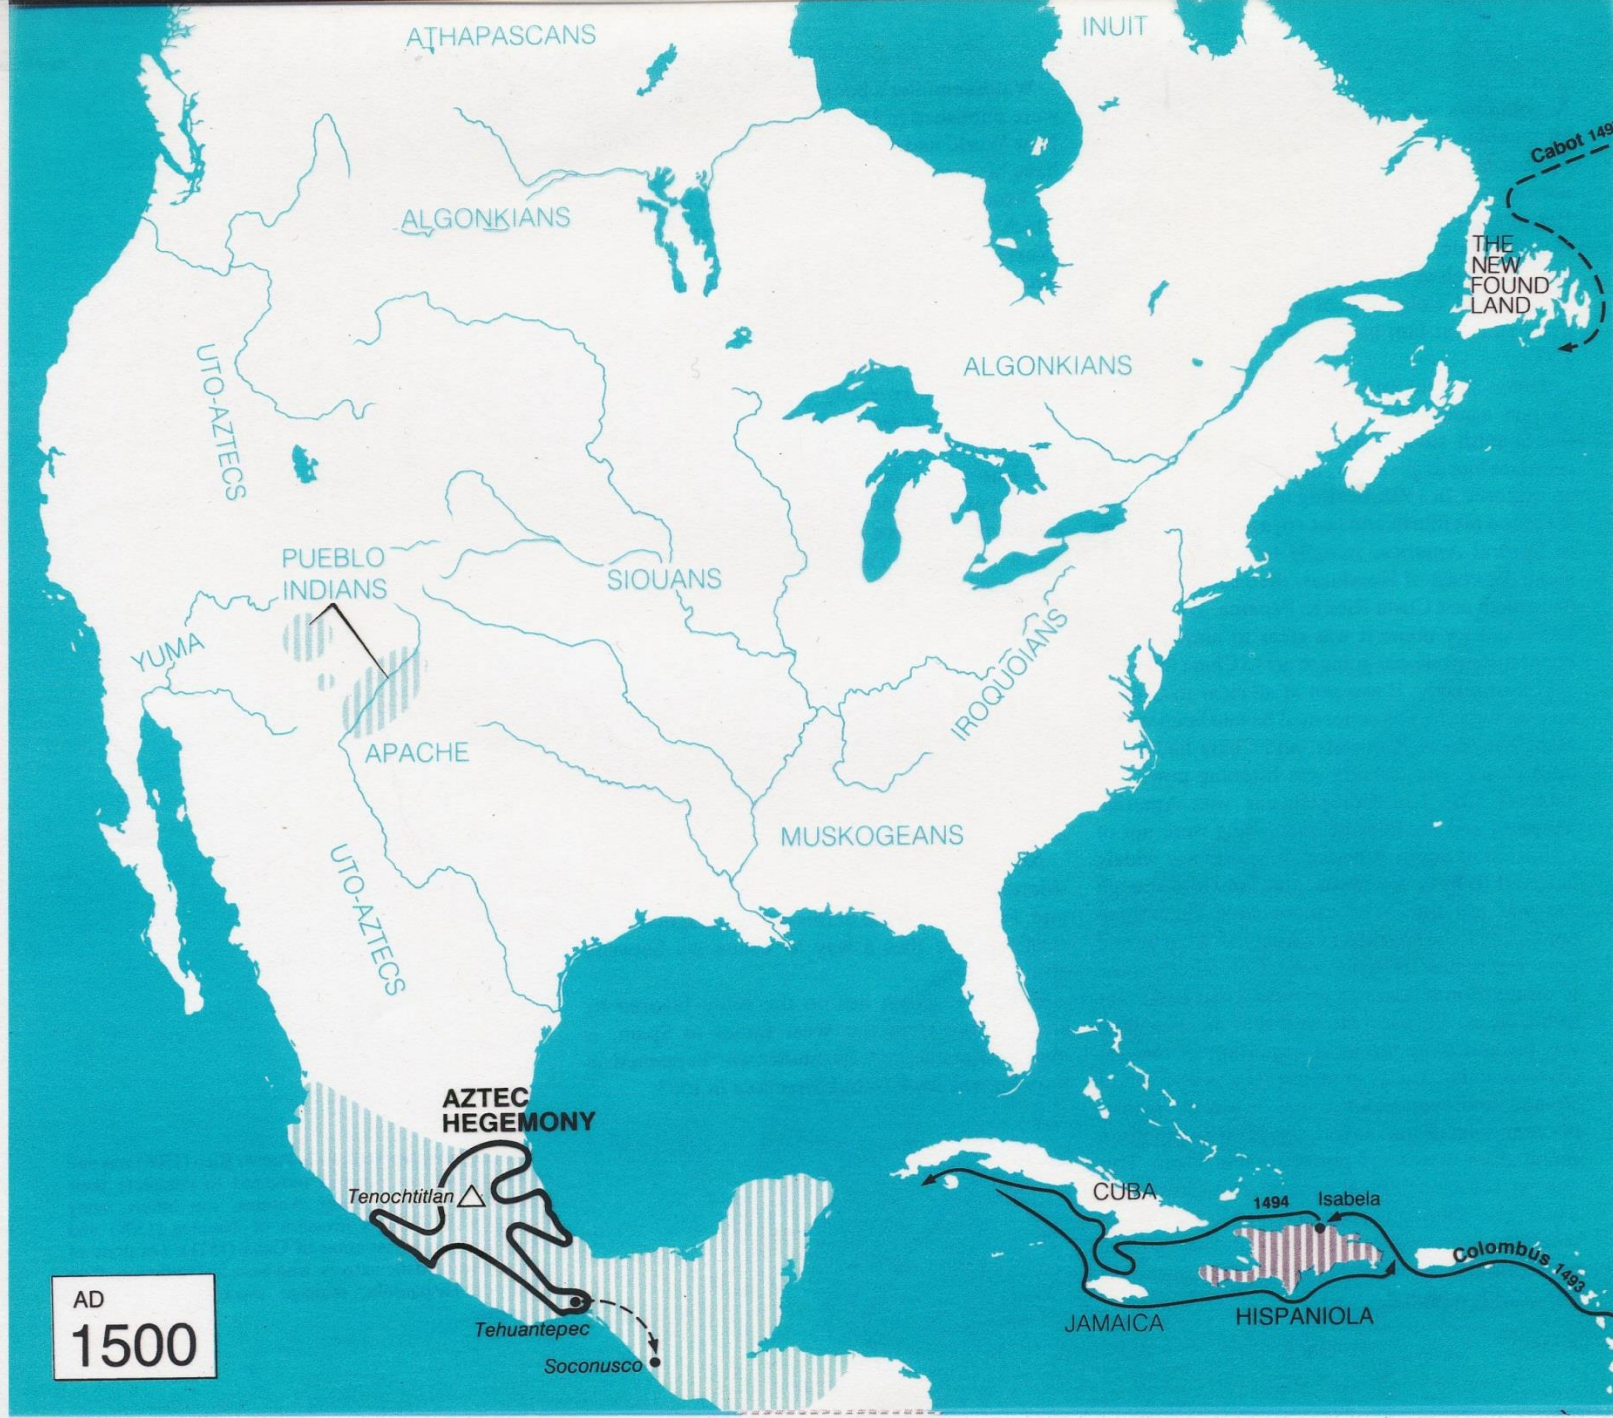 ATHAPASCANS
INUIT
Cabot 149
ALGONKIANS
THE
NEW
FOUND
LAND
ALGONKIANS
UTO-AZTECS
PUEBLO
INDIANS
SIOUANS
YUMA
IROQUOIANS
APACHE
MUSKOGEANS
UTO-AZTECS
AZTEC
HEGEMONY
Tenochtitlan
CUBA
1494
Isabela
Colombus 1493
JAMAICA
HISPANIOLA
Tehuantepec
Soconusco
AD
1500